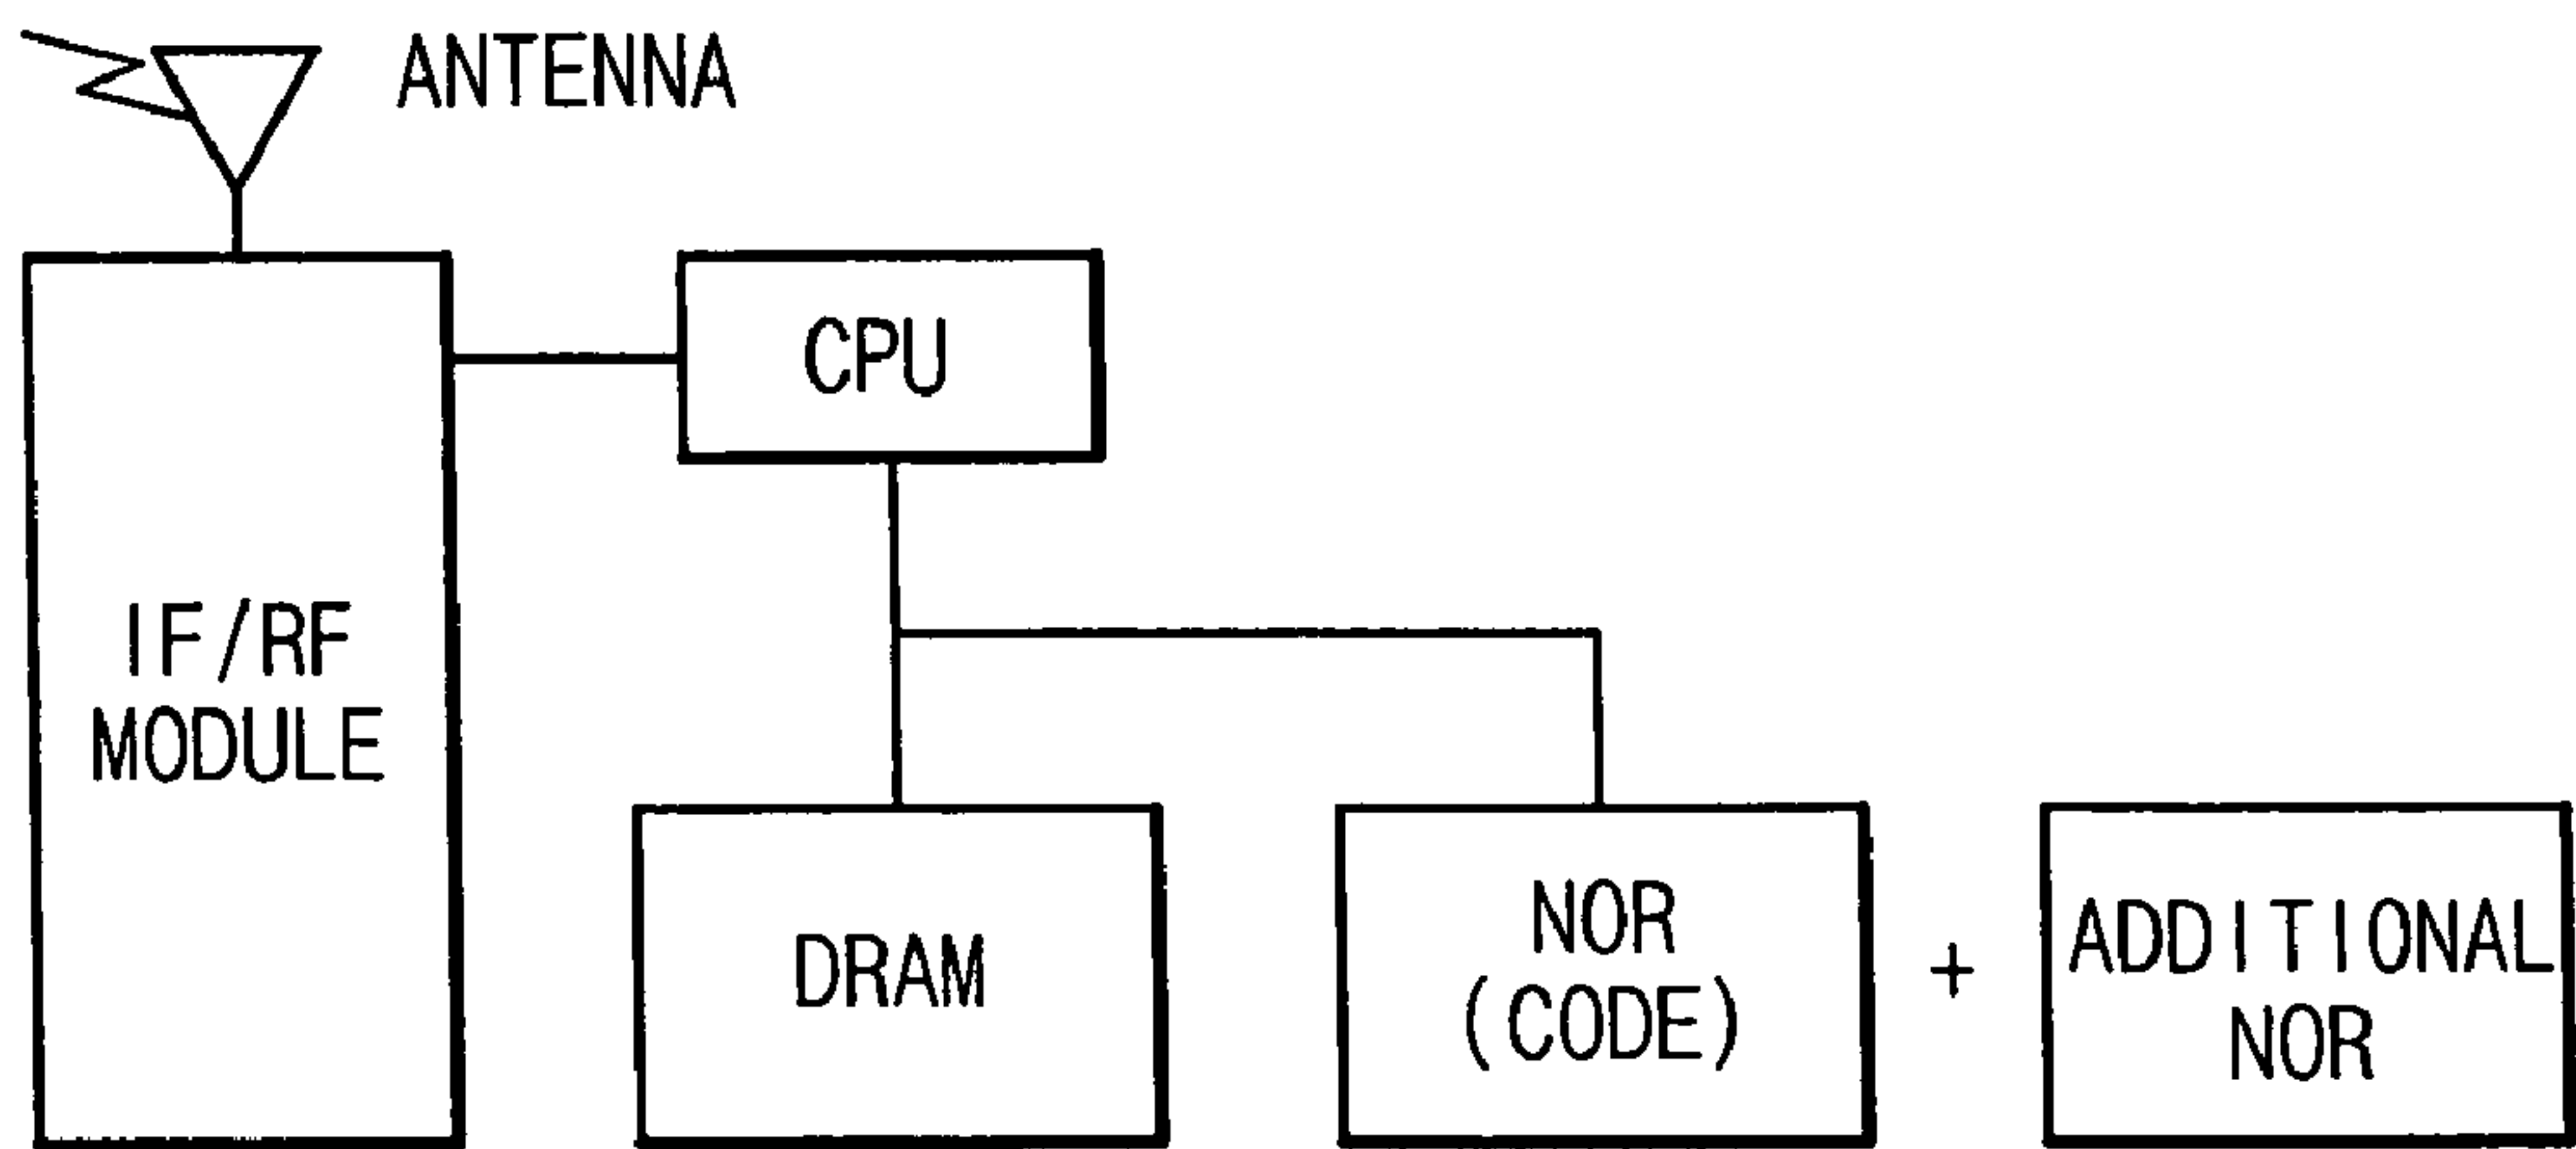 ANTENNA
CPU
IF/RF
MODULE
DRAM
NOR
(CODE)
+
ADDITIONAL
NOR